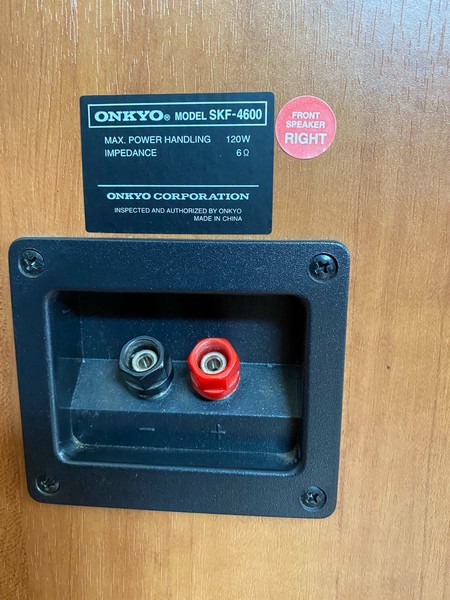 ONKYO® MODEL SKF-4600
MAX. POWER HANDLING 120W
IMPEDANCE 6Ω
ONKYO CORPORATION
INSPECTED AND AUTHORIZED BY ONKYO
MADE IN CHINA
FRONT
SPEAKER
RIGHT
− +